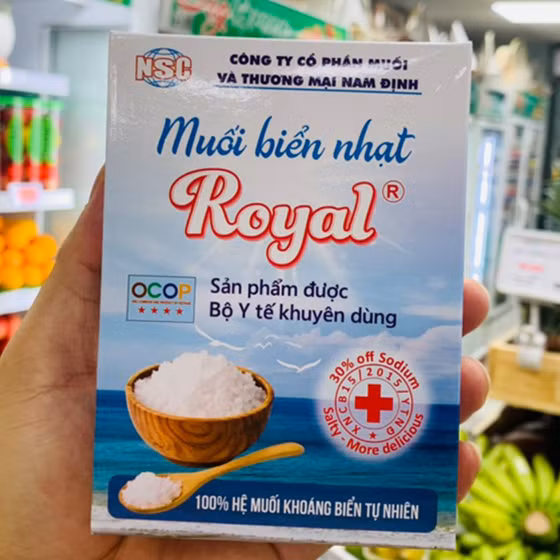 NSC
CÔNG TY CỔ PHẦN MUỐI
VÀ THƯƠNG MẠI NAM ĐỊNH
Muối biển nhạt
Royal®
OCOP
Sản phẩm được
Bộ Y tế khuyên dùng
30% off Sodium
XNCB15/2015/YTNĐ
Salty - More delicious
100% HỆ MUỐI KHOÁNG BIỂN TỰ NHIÊN